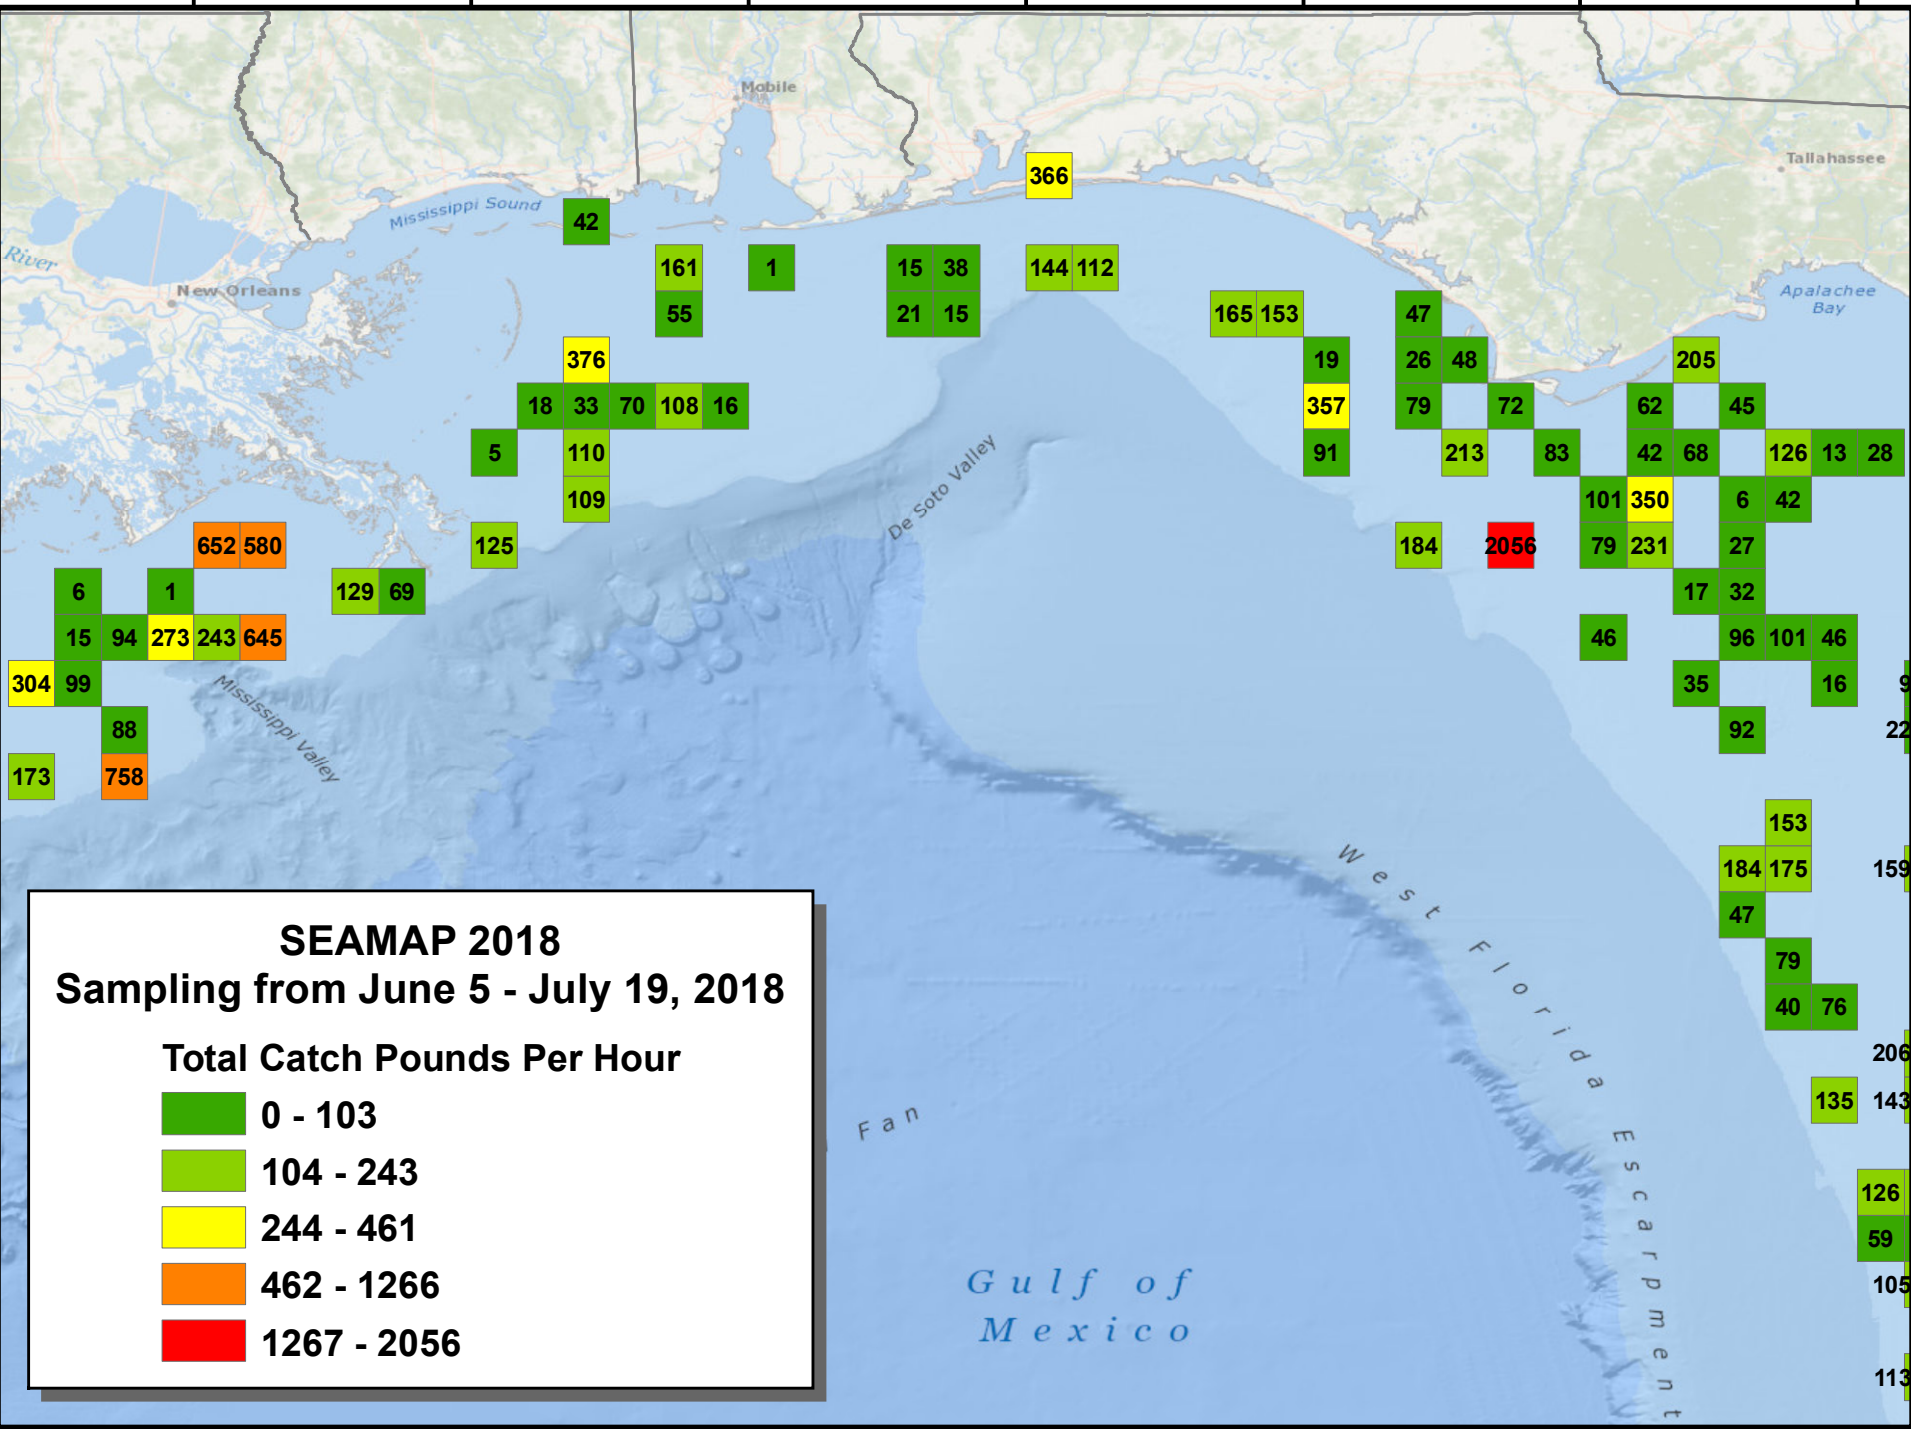 Mobile
Tallahassee
366
Mississippi Sound
42
River
161
1
15 38
144 112
New Orleans
Apalachee
Bay
55
21 15
165 153
47
376
19
26 48
205
18 33 70 108 16
357
79
72
62
45
5
110
91
213
83
42 68
126 13 28
De Soto Valley
109
101 350
6 42
652 580
125
184
2056
79 231
27
6
1
129 69
17 32
15 94 273 243 645
46
96 101 46
304 99
35
16
9
Mississippi Valley
88
92
22
173
758
153
West Florida Escarpment
184 175
159
47
79
40 76
206
135
143
Fan
126
59
105
Gulf of
Mexico
113
SEAMAP 2018
Sampling from June 5 - July 19, 2018
Total Catch Pounds Per Hour
0 - 103
104 - 243
244 - 461
462 - 1266
1267 - 2056